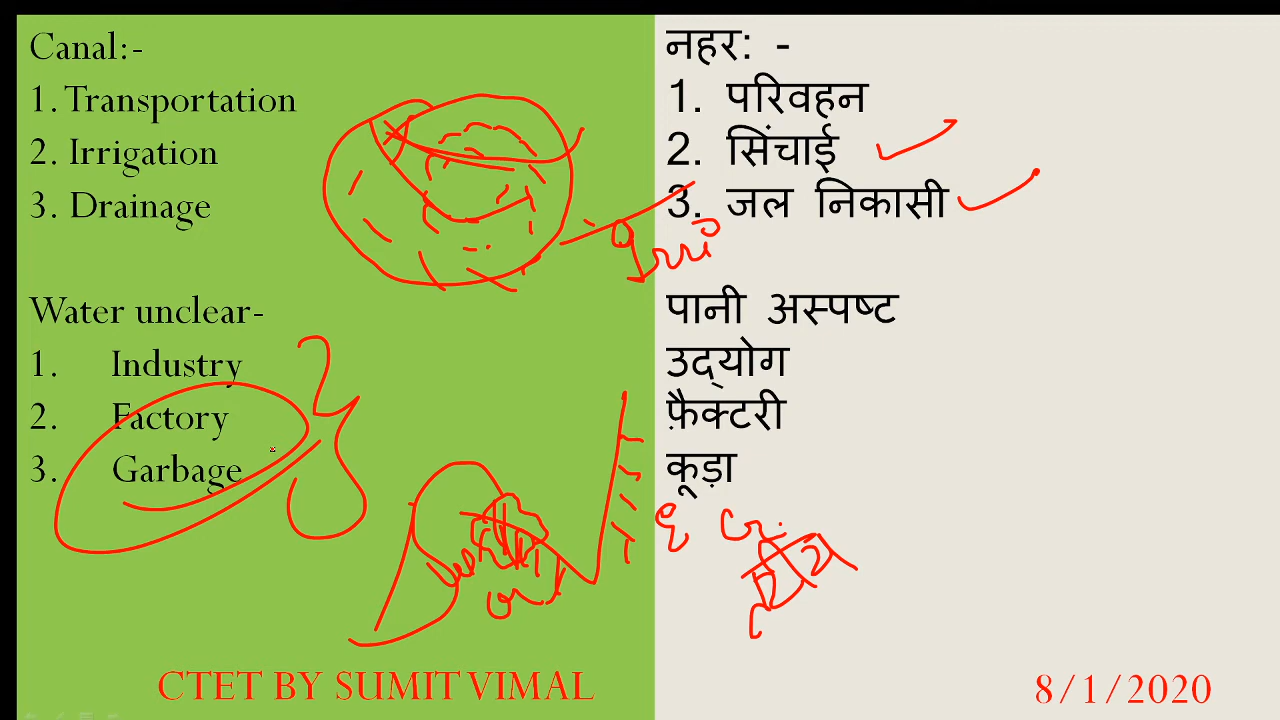 Canal:-
1. Transportation
2. Irrigation
3. Drainage
Water unclear-
1. Industry
2. Factory
3. Garbage
नहर: -
1. परिवहन
2. सिंचाई
3. जल निकासी
पानी अस्पष्ट
उद्योग
फ़ैक्टरी
कूड़ा
CTET BY SUMIT VIMAL
8/1/2020